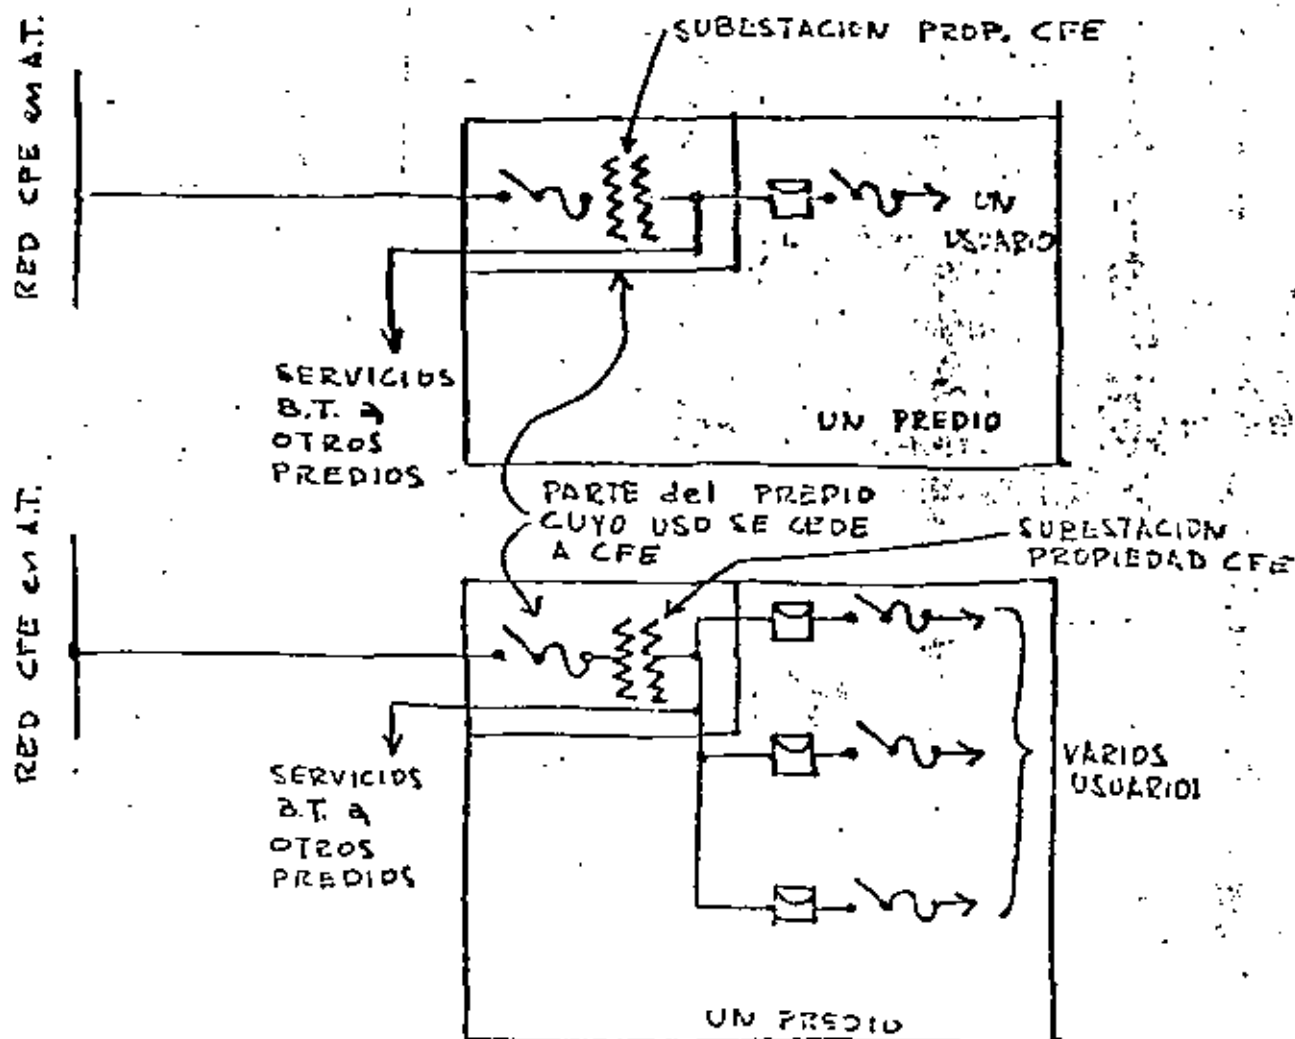 SUBESTACION PROP. CFE
RED CFE en A.T.
UN
USUARIO
SERVICIOS
B.T. a
OTROS
PREDIOS
UN PREDIO
PARTE del PREDIO
CUYO USO SE CEDE
A CFE
SUBESTACION
PROPIEDAD CFE
RED CFE en A.T.
SERVICIOS
B.T. a
OTROS
PREDIOS
VARIOS
USUARIOS
UN PREDIO